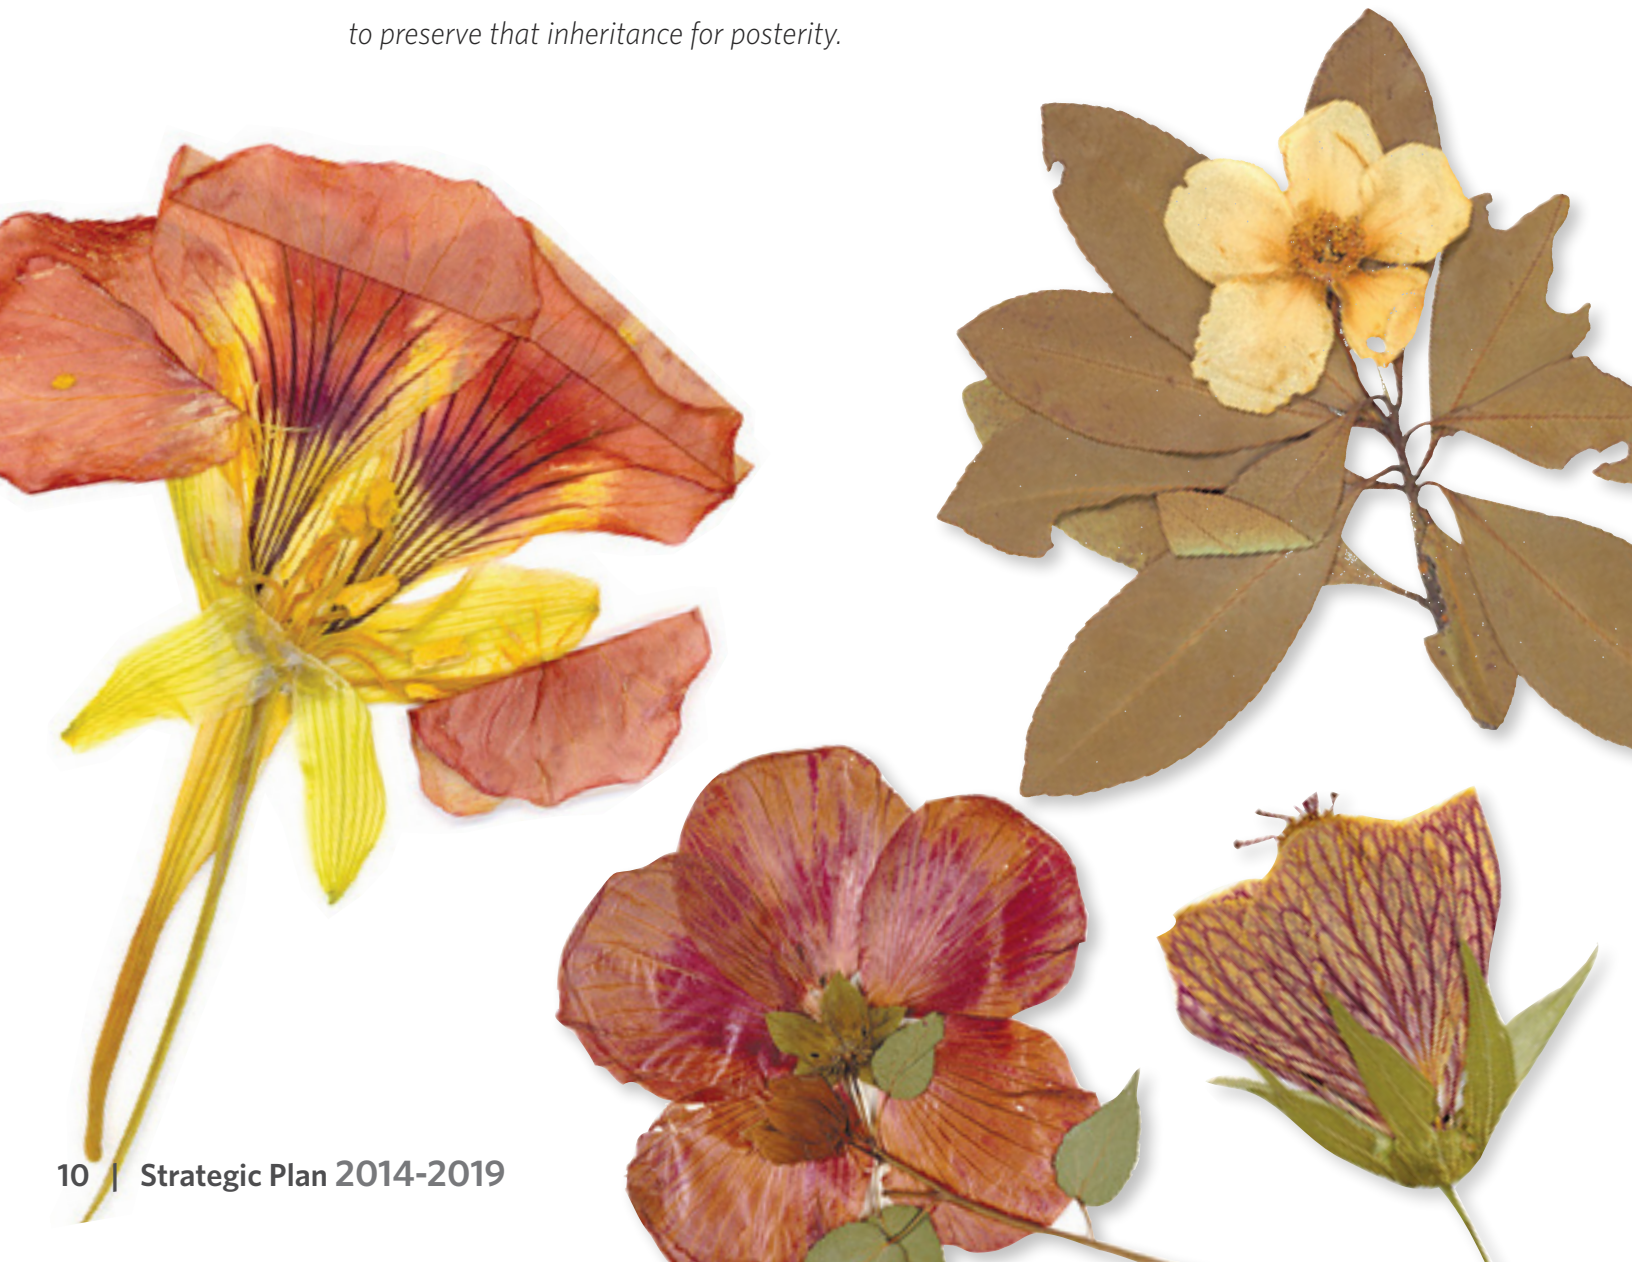 to preserve that inheritance for posterity.
10 | Strategic Plan 2014-2019